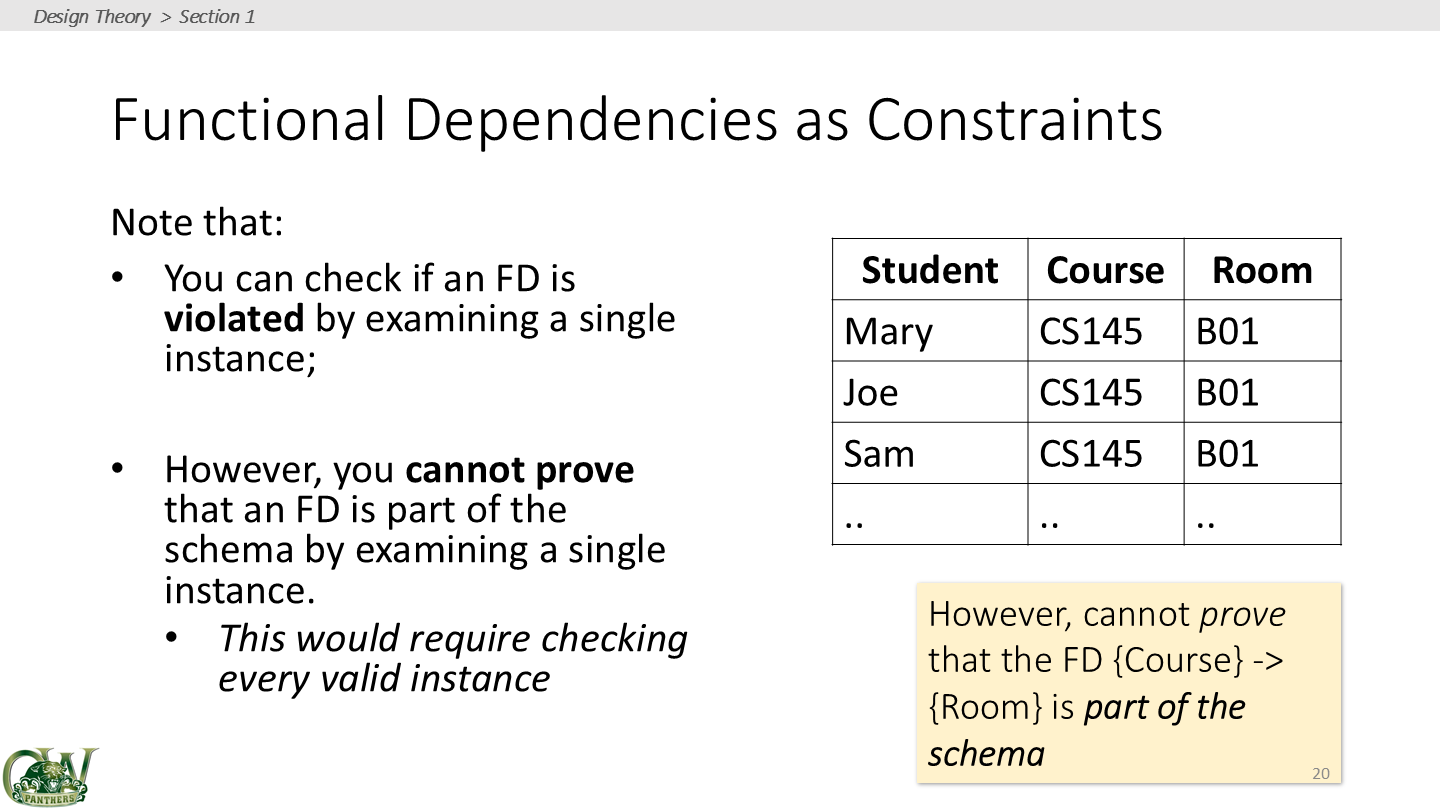 Design Theory > Section 1
Functional Dependencies as Constraints
Note that:
• You can check if an FD is
violated by examining a single
instance;
• However, you cannot prove
that an FD is part of the
schema by examining a single
instance.
• This would require checking
every valid instance
Student Course Room
Mary CS145 B01
Joe CS145 B01
Sam CS145 B01
.. .. ..
However, cannot prove
that the FD {Course} ->
{Room} is part of the
schema
20
CW
PANTHERS